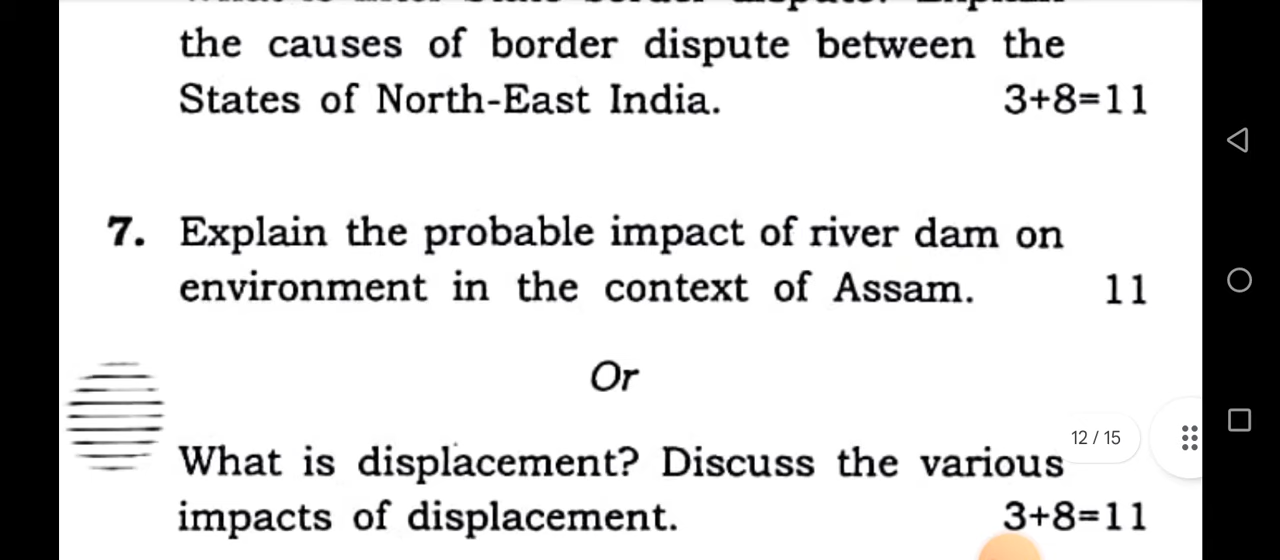 the causes of border dispute between the
States of North-East India. 3+8=11
7. Explain the probable impact of river dam on
environment in the context of Assam. 11
Or
12 / 15
What is displacement? Discuss the various
impacts of displacement. 3+8=11